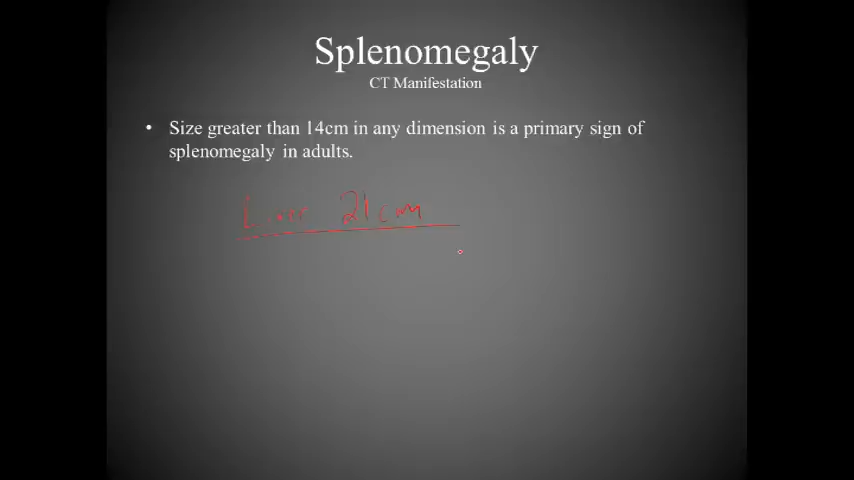 Splenomegaly
CT Manifestation
• Size greater than 14cm in any dimension is a primary sign of
splenomegaly in adults.
Liver 21cm